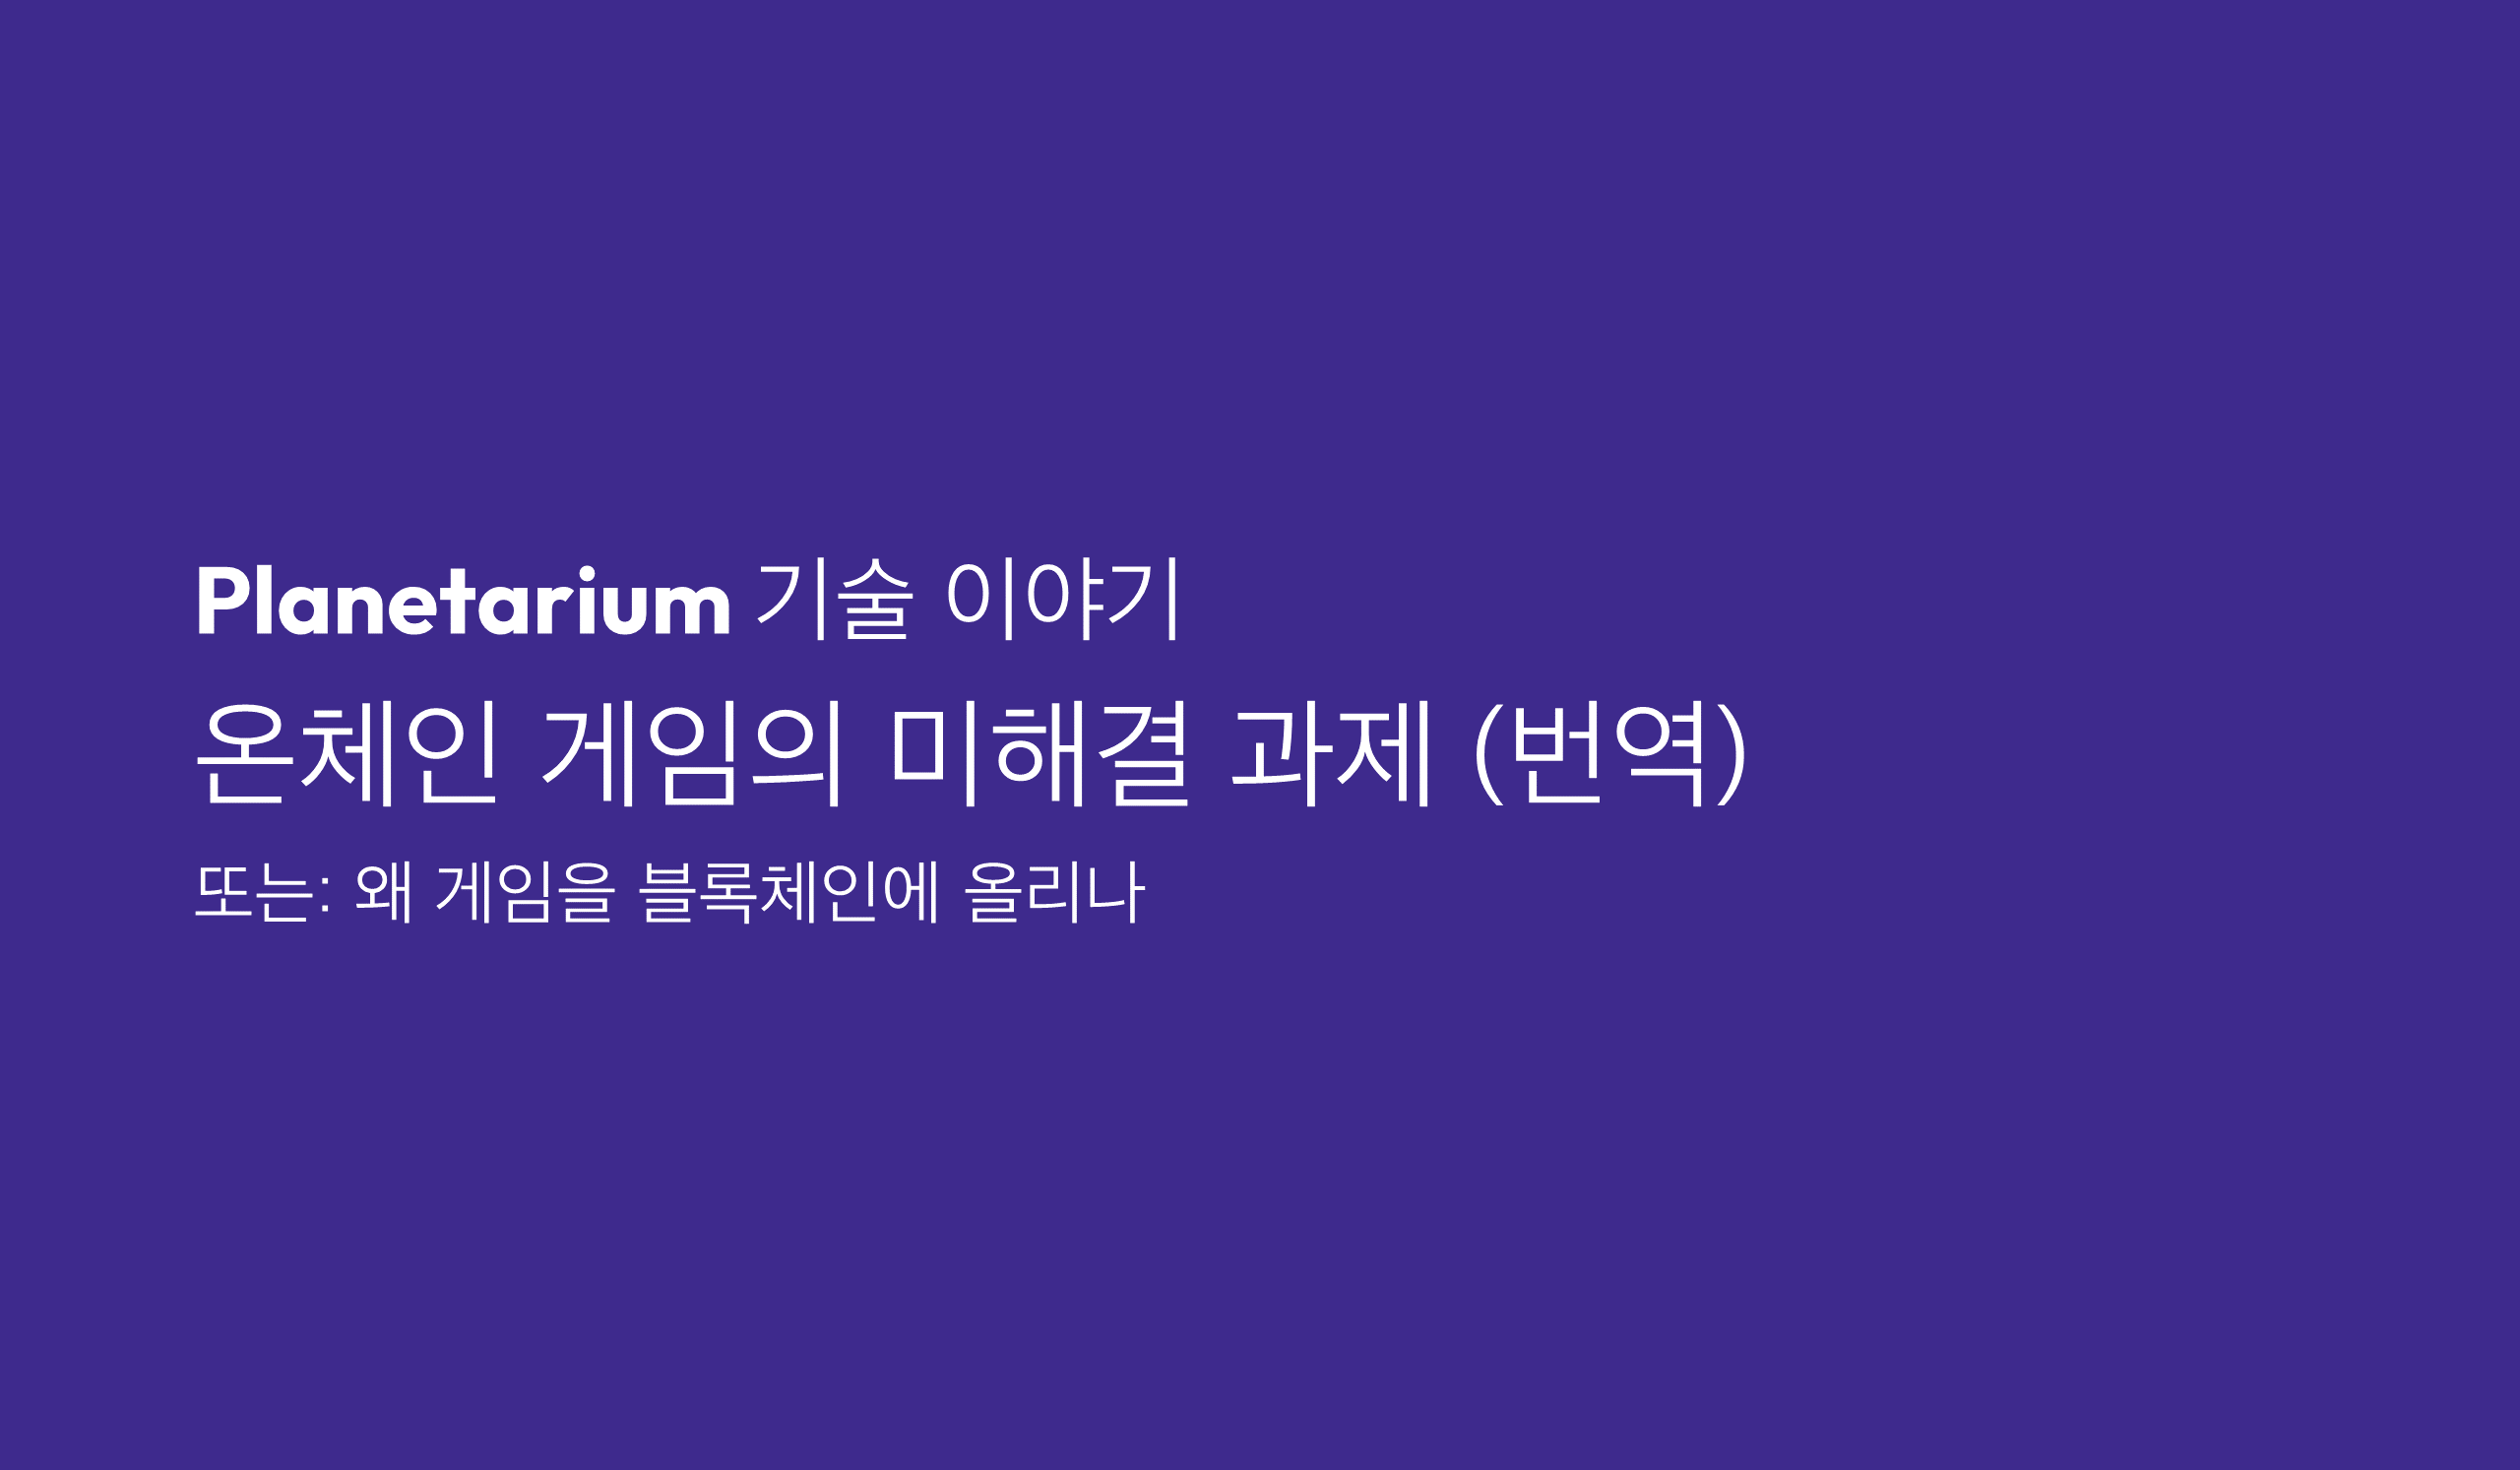 Planetarium 기술 이야기
온체인 게임의 미해결 과제 (번역)
또는: 왜 게임을 블록체인에 올리나